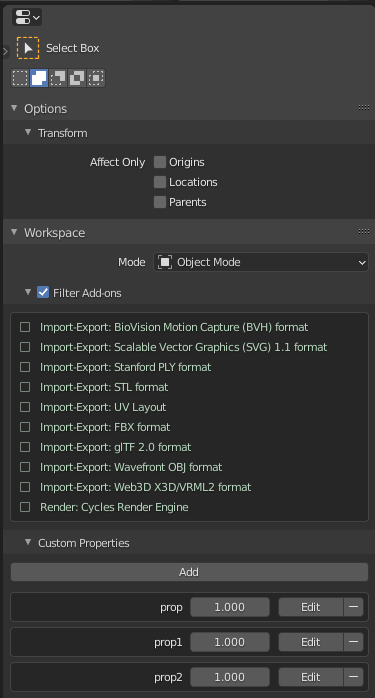 Select Box
Options
Transform
Affect Only Origins
Locations
Parents
Workspace
Mode Object Mode
Filter Add-ons
Import-Export: BioVision Motion Capture (BVH) format
Import-Export: Scalable Vector Graphics (SVG) 1.1 format
Import-Export: Stanford PLY format
Import-Export: STL format
Import-Export: UV Layout
Import-Export: FBX format
Import-Export: glTF 2.0 format
Import-Export: Wavefront OBJ format
Import-Export: Web3D X3D/VRML2 format
Render: Cycles Render Engine
Custom Properties
Add
prop 1.000 Edit
prop1 1.000 Edit
prop2 1.000 Edit